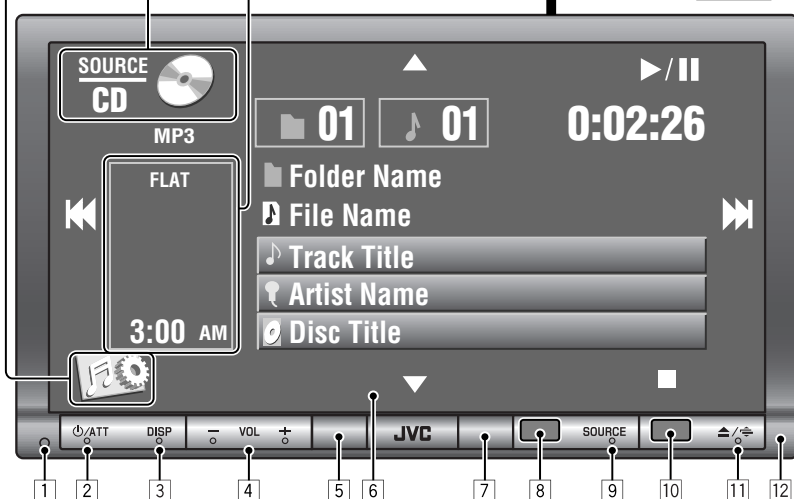 SOURCE
CD
MP3
01 01 0:02:26
FLAT
Folder Name
File Name
Track Title
Artist Name
3:00 AM
Disc Title
/ATT DISP – VOL + JVC SOURCE
1 2 3 4 5 6 7 8 9 10 11 12